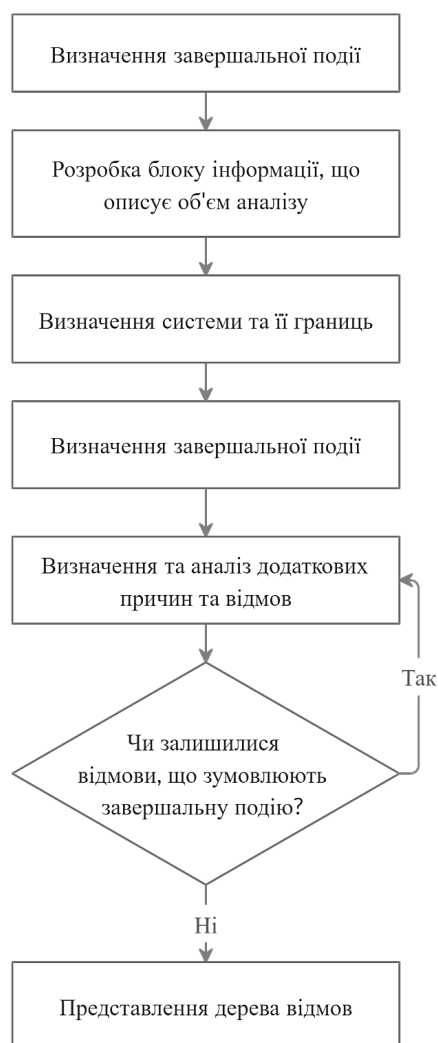 Визначення завершальної події
Розробка блоку інформації, що
описує об'єм аналізу
Визначення системи та її границь
Визначення завершальної події
Визначення та аналіз додаткових
причин та відмов
Чи залишилися
відмови, що зумовлюють
завершальну подію?
Так
Ні
Представлення дерева відмов